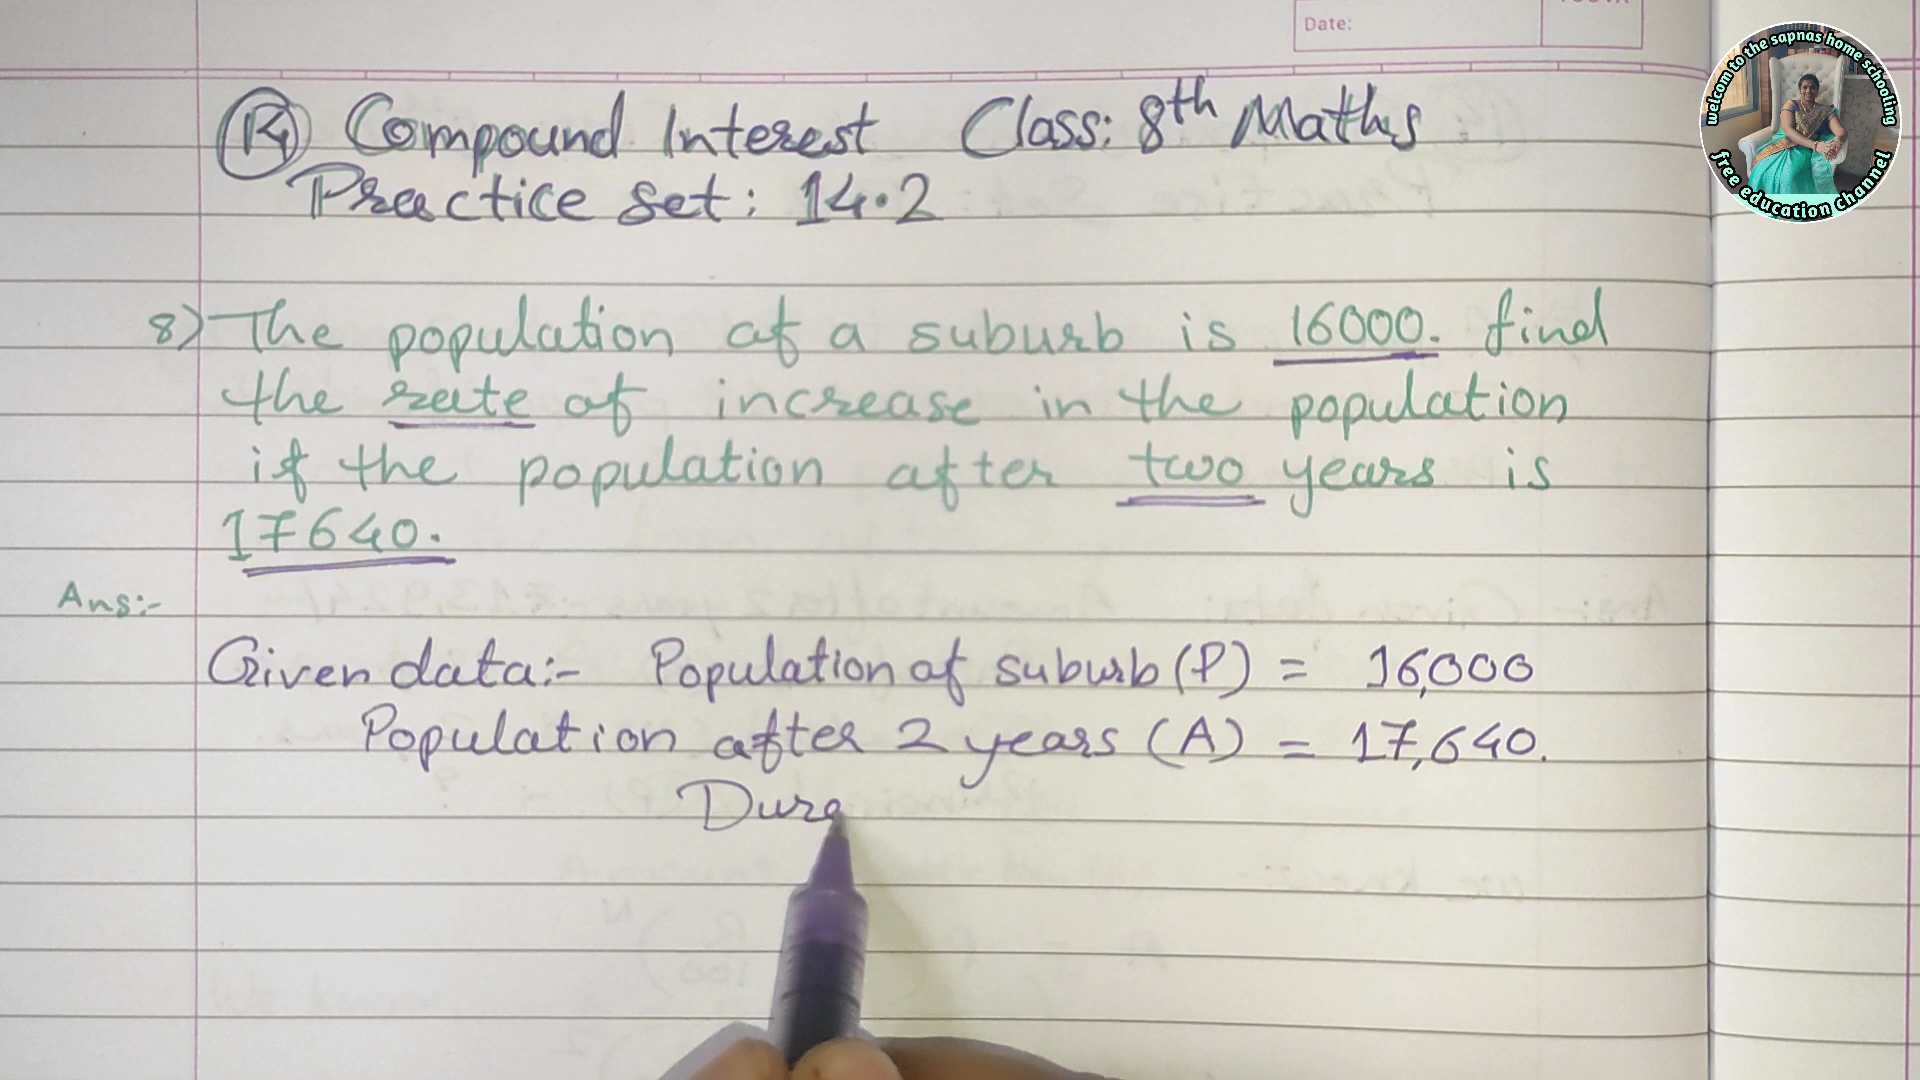 Date:
14 Compound Interest Class: 8th Maths
Practice set: 14.2
8) The population of a suburb is 16000. find
the rate of increase in the population
if the population after two years is
17640.
Ans:-
Given data:- Population of suburb (P) = 16,000
Population after 2 years (A) = 17,640.
Dura
welcom to the sapnas home schooling
free education channel